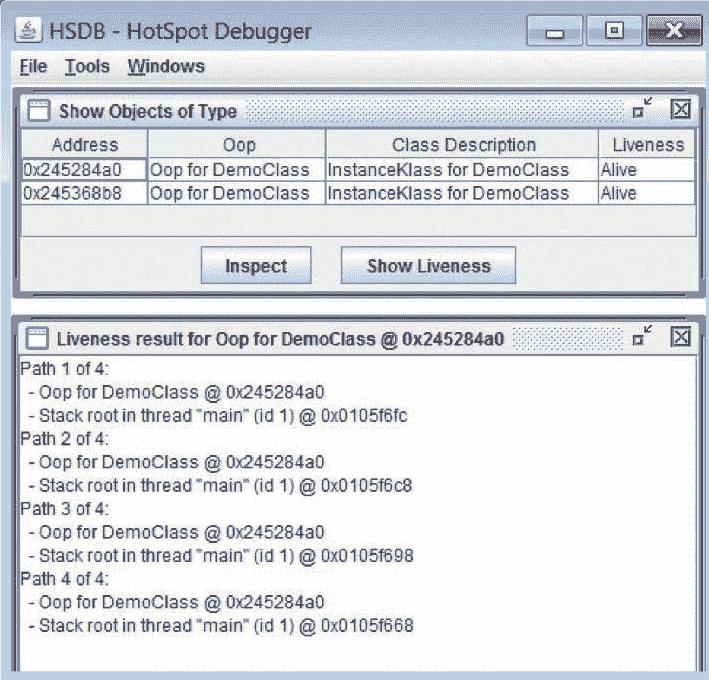 HSDB - HotSpot Debugger
File Tools Windows
Show Objects of Type
Address Oop Class Description Liveness
0x245284a0 Oop for DemoClass InstanceKlass for DemoClass Alive
0x245368b8 Oop for DemoClass InstanceKlass for DemoClass Alive
Inspect Show Liveness
Liveness result for Oop for DemoClass @ 0x245284a0
Path 1 of 4:
- Oop for DemoClass @ 0x245284a0
- Stack root in thread "main" (id 1) @ 0x0105f6fc
Path 2 of 4:
- Oop for DemoClass @ 0x245284a0
- Stack root in thread "main" (id 1) @ 0x0105f6c8
Path 3 of 4:
- Oop for DemoClass @ 0x245284a0
- Stack root in thread "main" (id 1) @ 0x0105f698
Path 4 of 4:
- Oop for DemoClass @ 0x245284a0
- Stack root in thread "main" (id 1) @ 0x0105f668